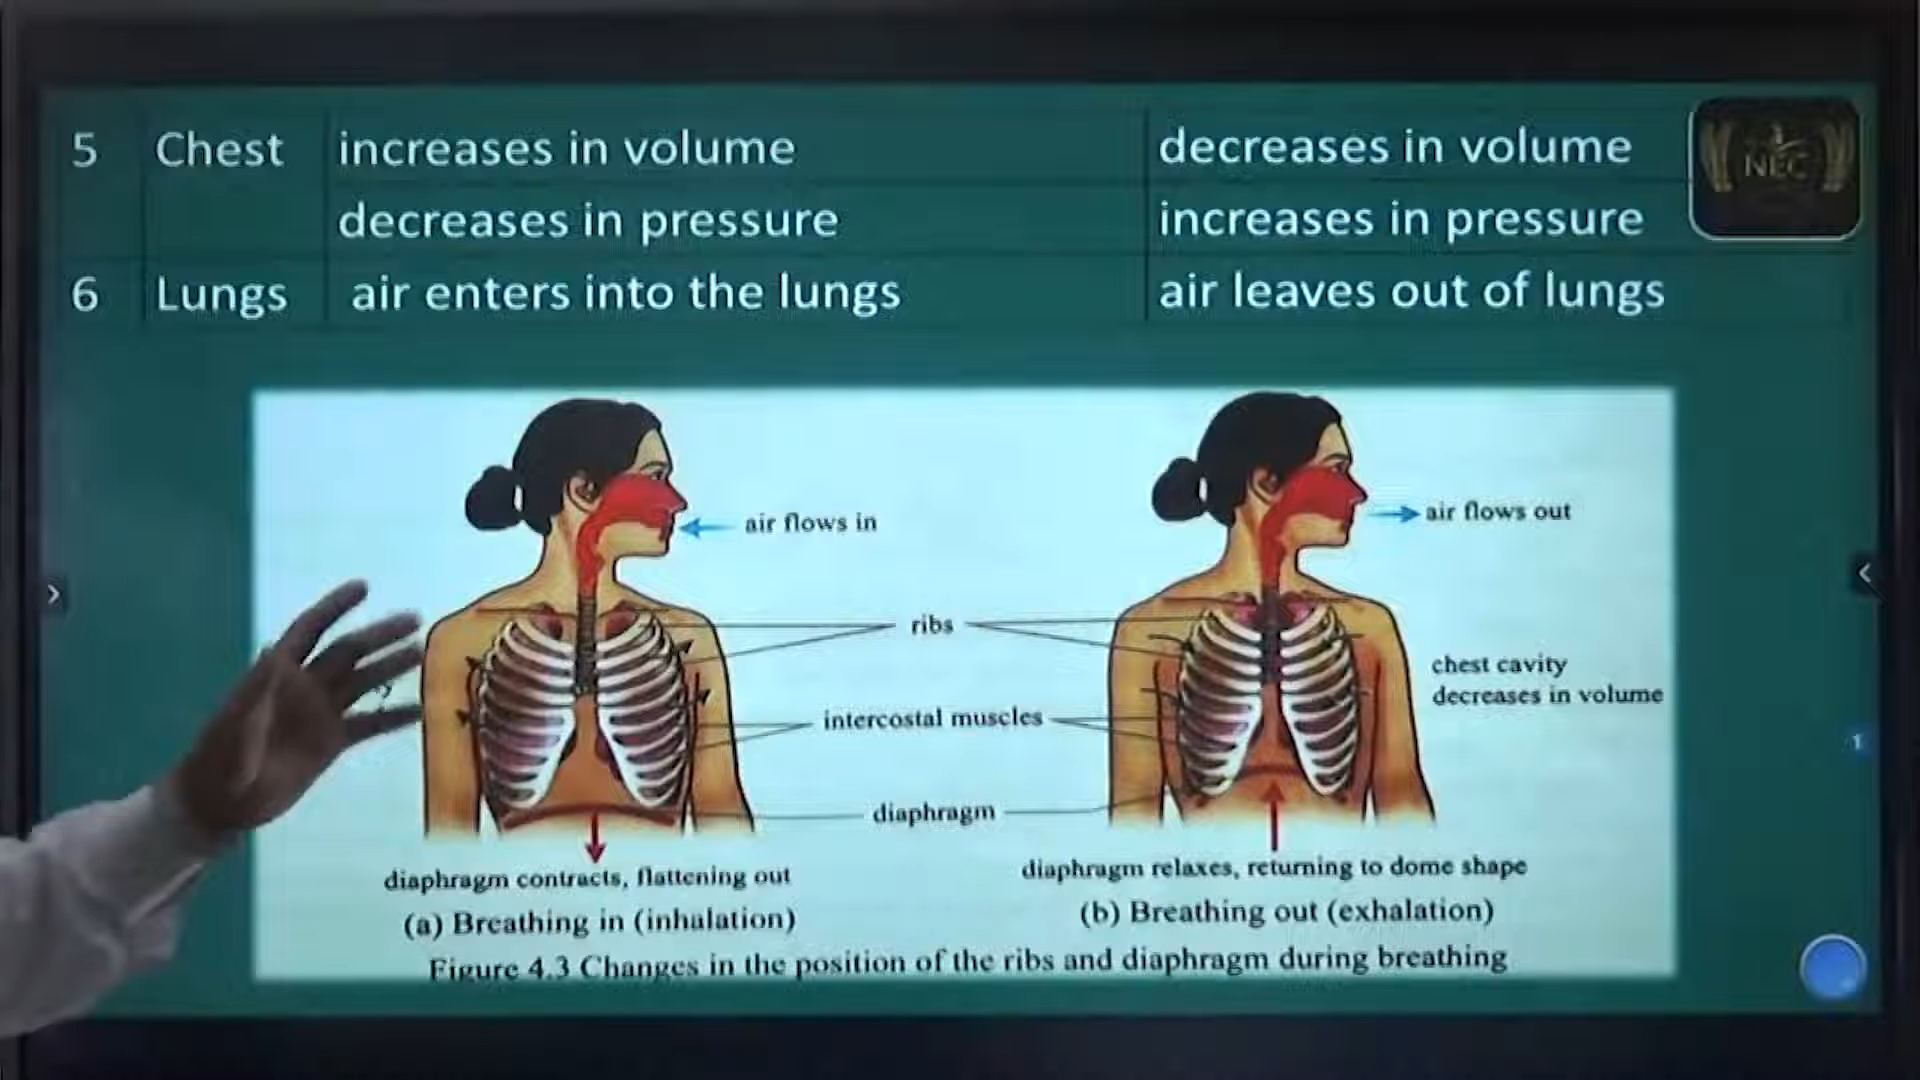 5 Chest increases in volume decreases in volume
decreases in pressure increases in pressure
6 Lungs air enters into the lungs air leaves out of lungs
NEC
air flows in
air flows out
ribs
chest cavity
decreases in volume
intercostal muscles
diaphragm
diaphragm contracts, flattening out
diaphragm relaxes, returning to dome shape
(a) Breathing in (inhalation)
(b) Breathing out (exhalation)
Figure 4.3 Changes in the position of the ribs and diaphragm during breathing
1